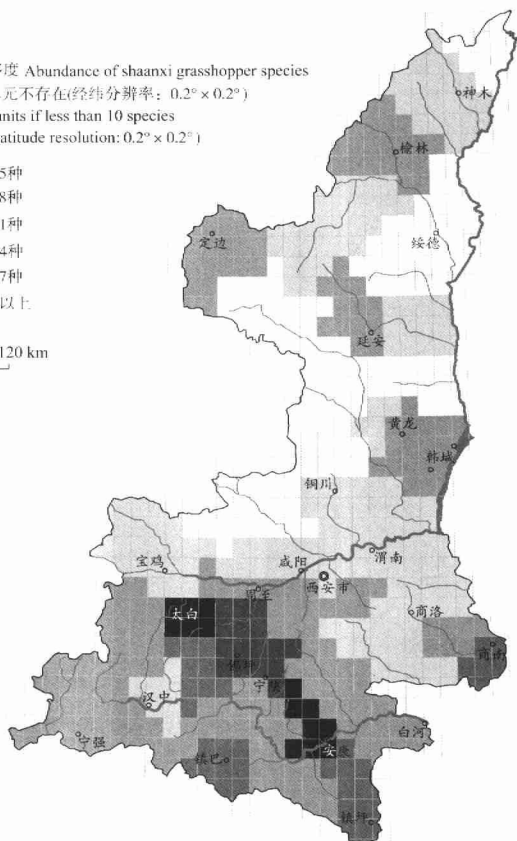 度 Abundance of shaanxi grasshopper species
元不存在(经纬分辨率: 0.2° × 0.2°)
units if less than 10 species
atitude resolution: 0.2° × 0.2°)
5种
8种
1种
4种
7种
以上
120 km
神木
榆林
定边
绥德
延安
黄龙
韩城
铜川
宝鸡
咸阳
渭南
周至
西安市
太白
商洛
商南
佛坪
宁陕
汉中
宁强
白河
安康
镇巴
镇坪